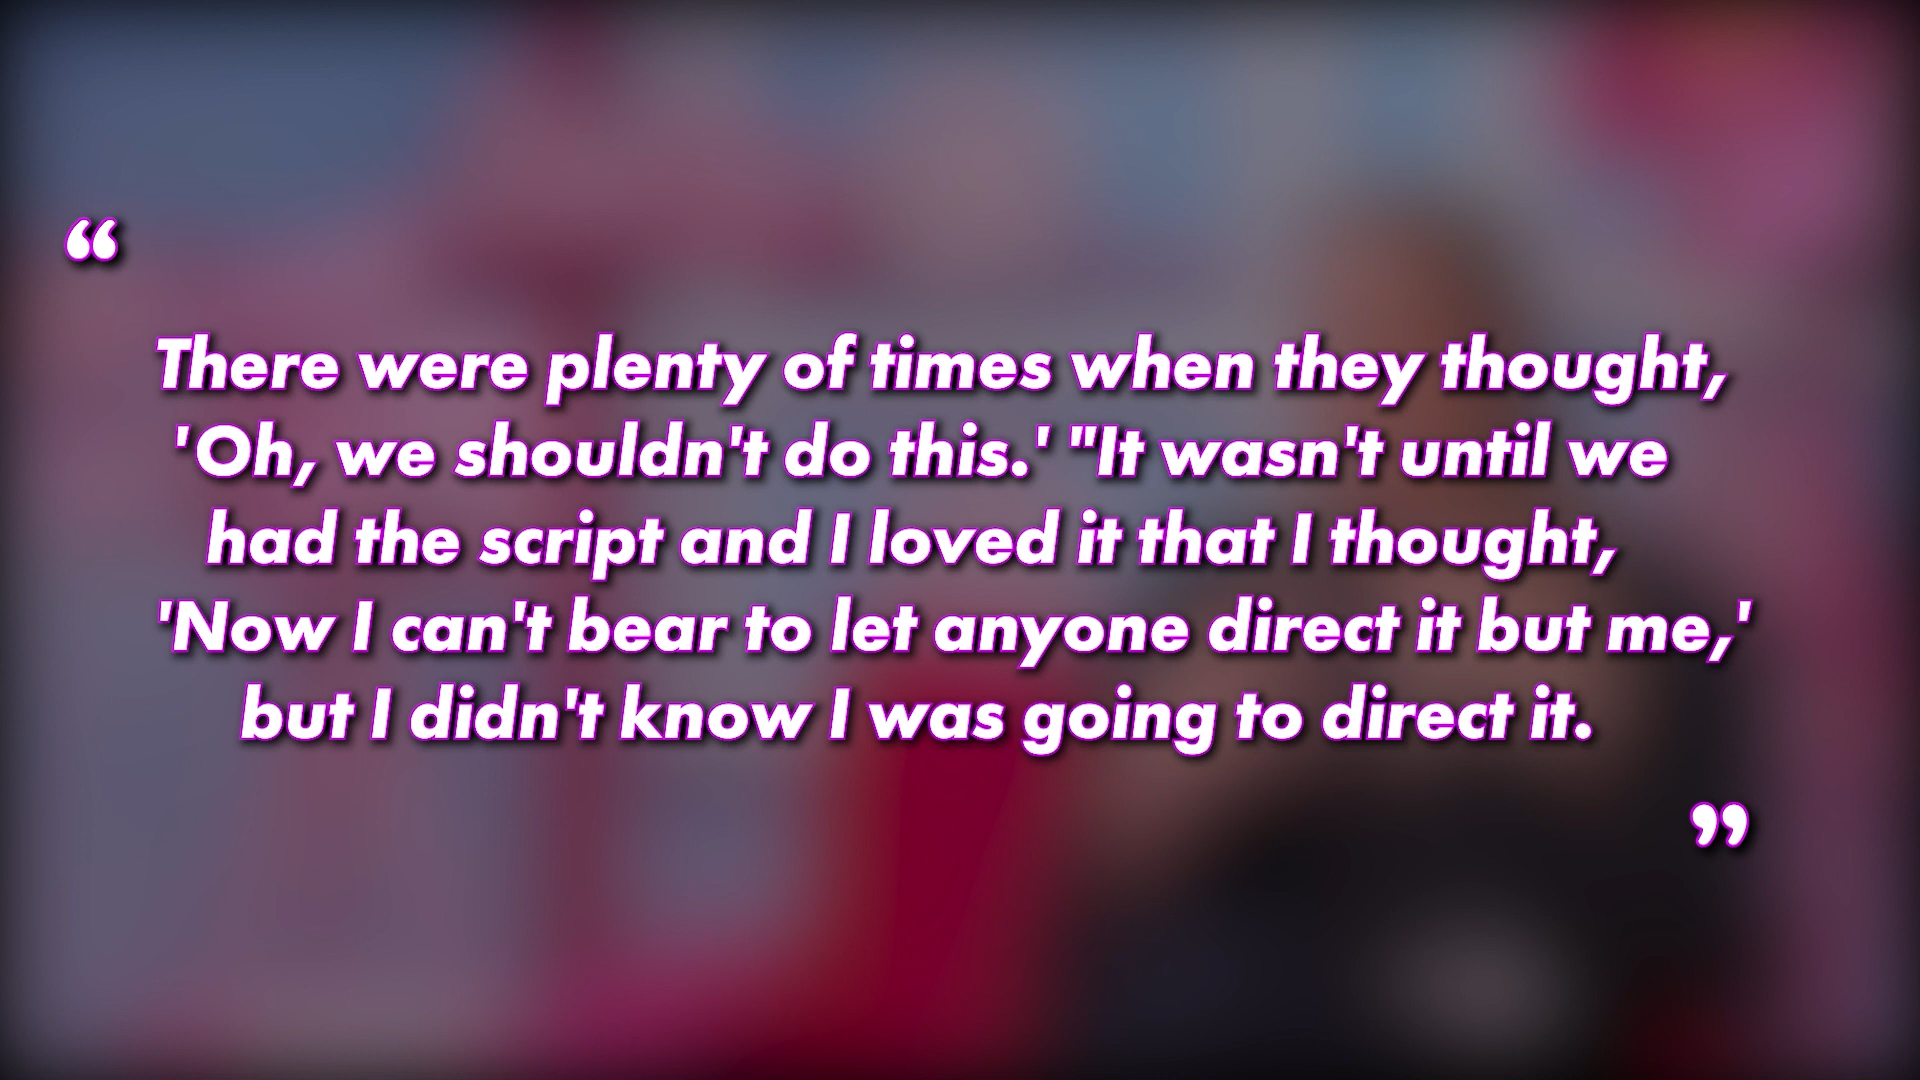 “
There were plenty of times when they thought,
'Oh, we shouldn't do this.' "It wasn't until we
had the script and I loved it that I thought,
'Now I can't bear to let anyone direct it but me,'
but I didn't know I was going to direct it.
”